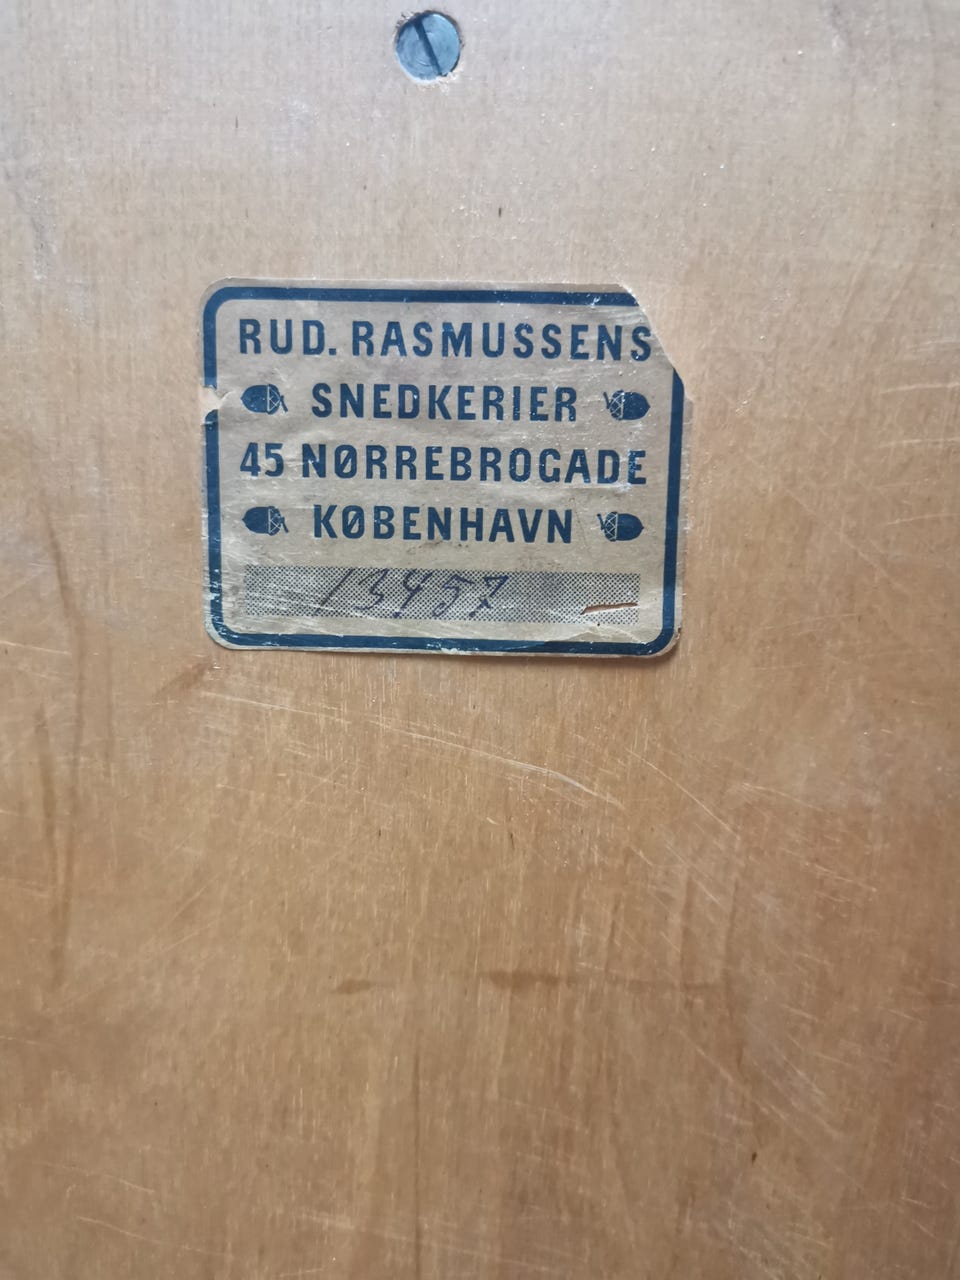 RUD. RASMUSSENS
SNEDKERIER
45 NØRREBROGADE
KØBENHAVN
13457